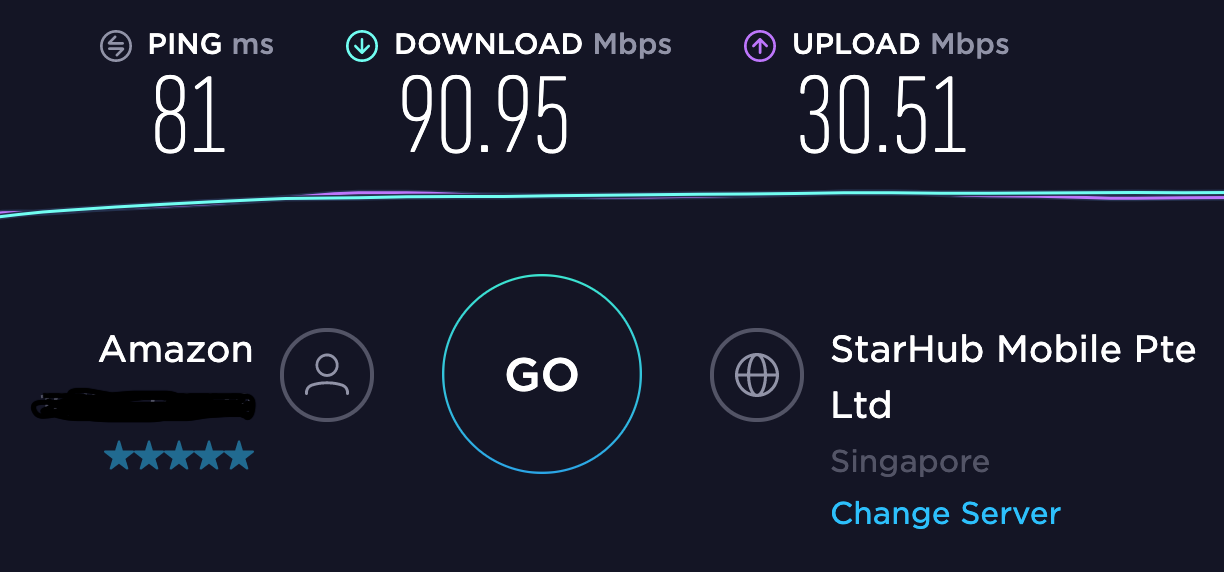 PING ms
DOWNLOAD Mbps
UPLOAD Mbps
81
90.95
30.51
Amazon
GO
StarHub Mobile Pte
Ltd
Singapore
Change Server